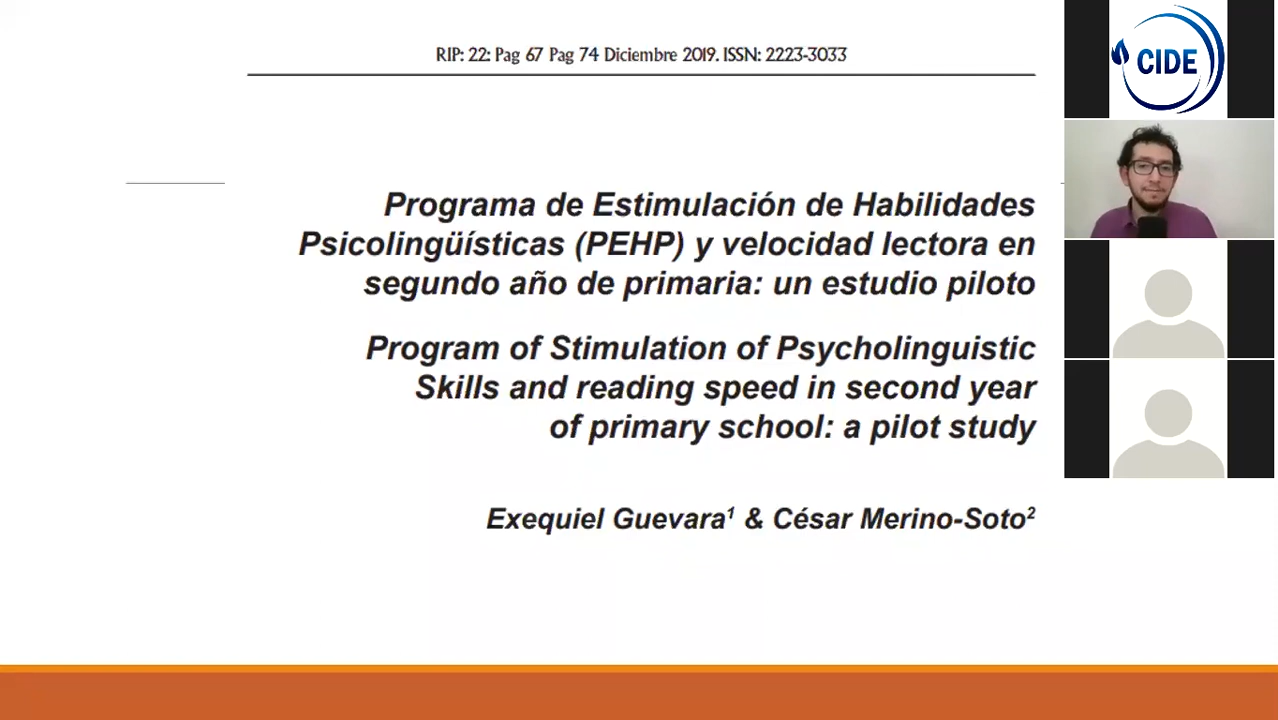 RIP: 22: Pag 67 Pag 74 Diciembre 2019. ISSN: 2223-3033
CIDE
Programa de Estimulación de Habilidades
Psicolingüísticas (PEHP) y velocidad lectora en
segundo año de primaria: un estudio piloto
Program of Stimulation of Psycholinguistic
Skills and reading speed in second year
of primary school: a pilot study
Exequiel Guevara¹ & César Merino-Soto²